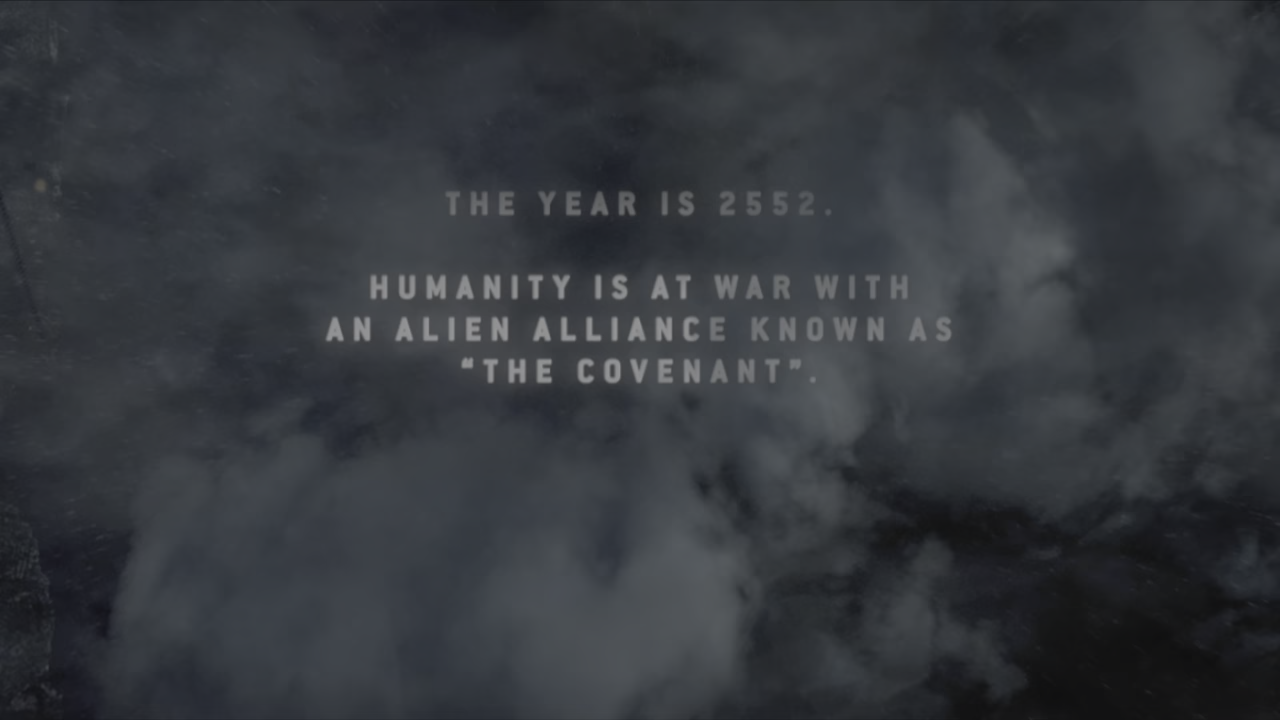 THE YEAR IS 2552.
HUMANITY IS AT WAR WITH
AN ALIEN ALLIANCE KNOWN AS
“THE COVENANT”.